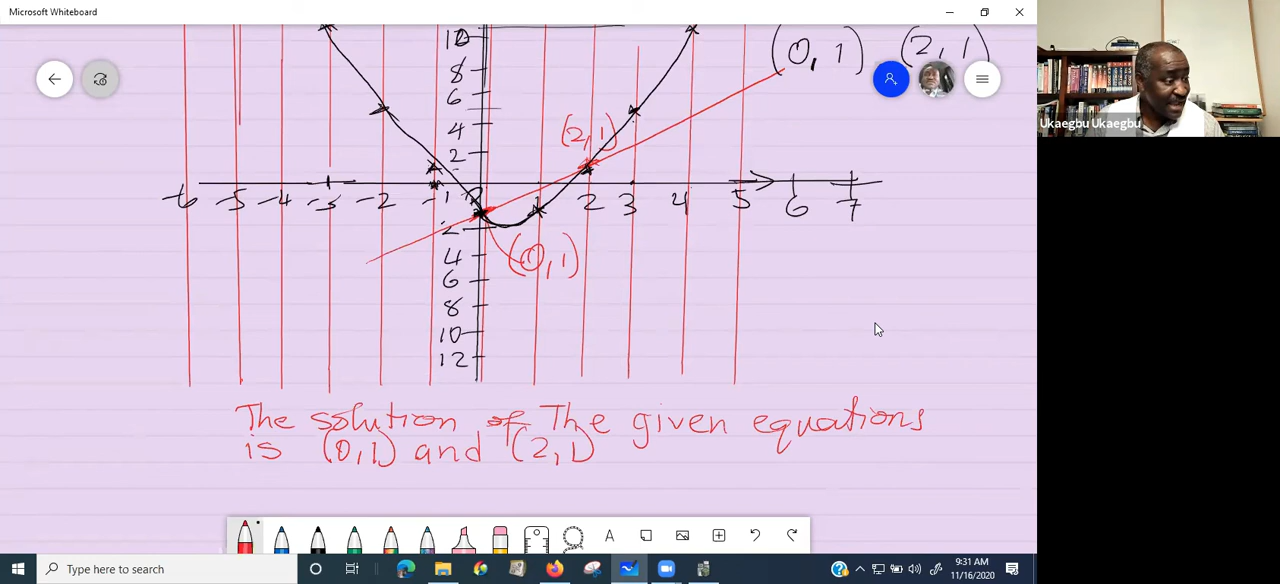 Microsoft Whiteboard
10
8
6
4
2
(0, 1) (2, 1)
(2, 1)
Ukaegbu Ukaegbu
-6 -5 -4 -3 -2 -1 1 2 3 4 5 6 7
2
4
6
8
10
12
(0, 1)
The solution of The given equations
is (0,1) and (2, 1)
A
Type here to search
9:31 AM
11/16/2020